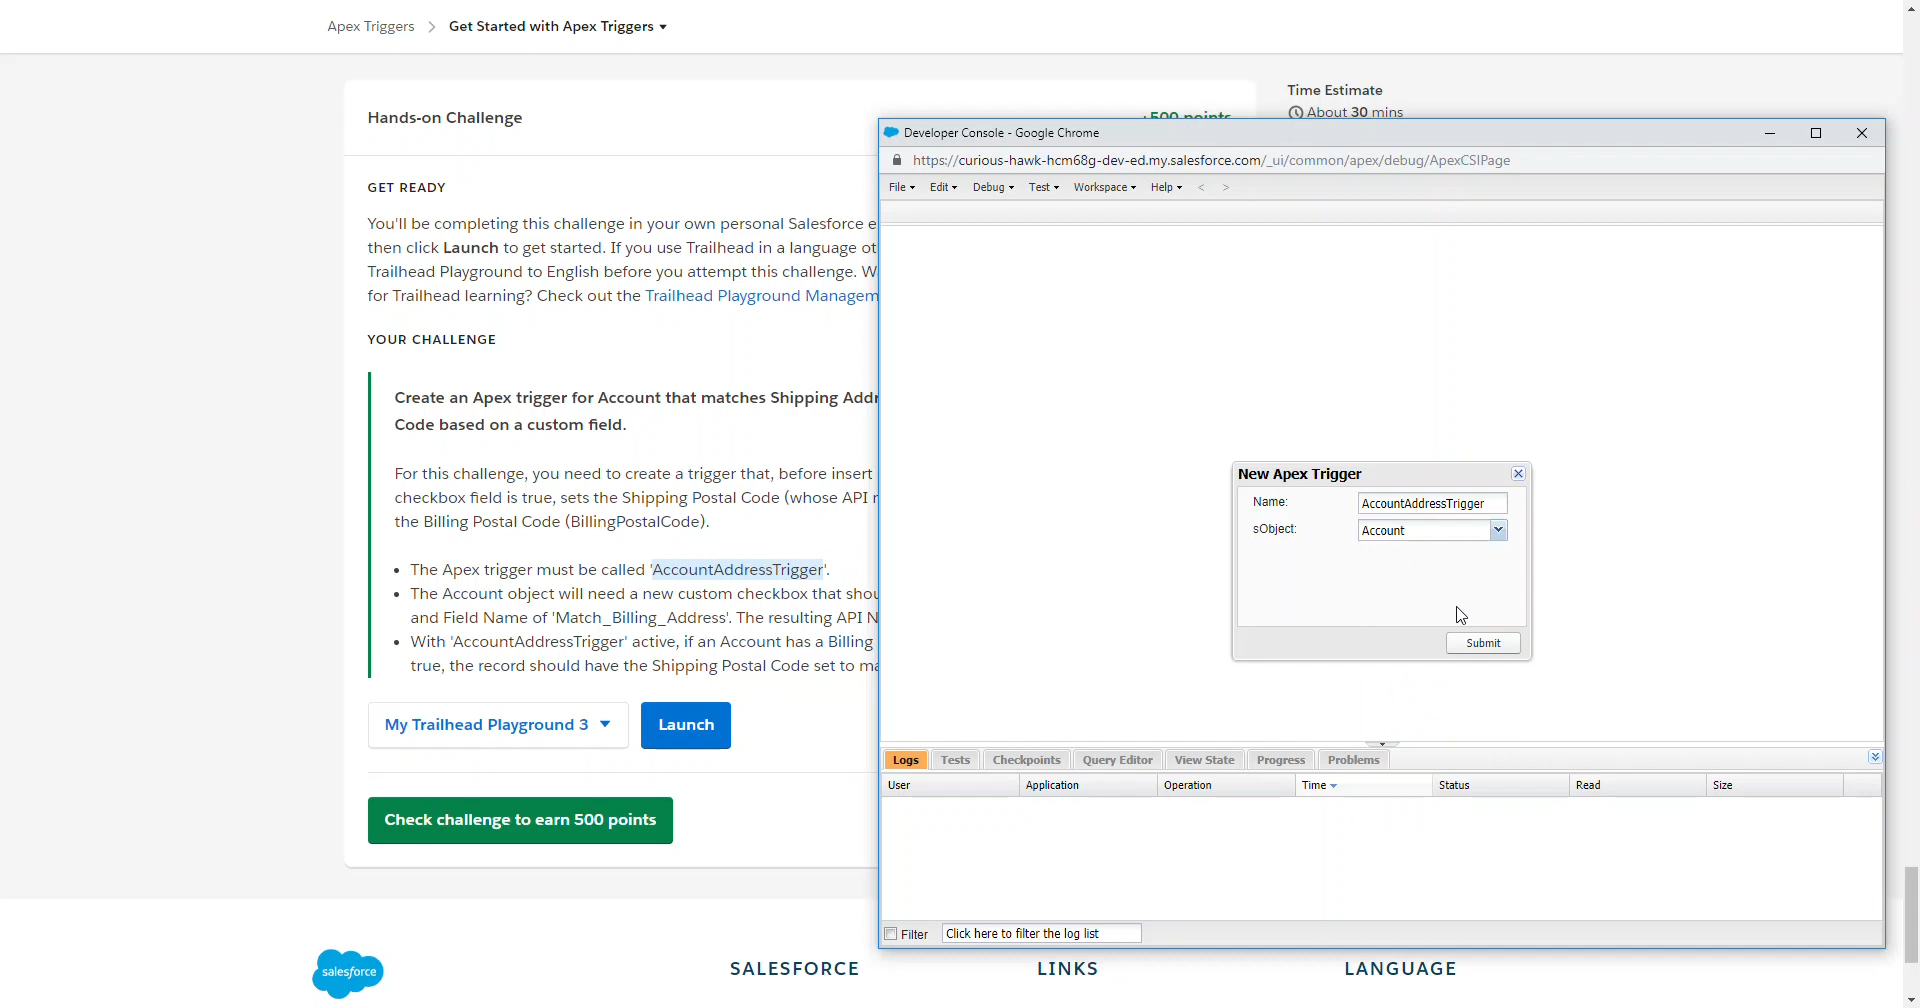 Apex Triggers
Get Started with Apex Triggers
Hands-on Challenge
Time Estimate
About 30 mins
GET READY
You'll be completing this challenge in your own personal Salesforce e
then click Launch to get started. If you use Trailhead in a language ot
Trailhead Playground to English before you attempt this challenge. W
for Trailhead learning? Check out the Trailhead Playground Managem
YOUR CHALLENGE
Create an Apex trigger for Account that matches Shipping Addr
Code based on a custom field.
For this challenge, you need to create a trigger that, before insert
checkbox field is true, sets the Shipping Postal Code (whose API n
the Billing Postal Code (BillingPostalCode).
• The Apex trigger must be called 'AccountAddressTrigger'.
• The Account object will need a new custom checkbox that shou
and Field Name of 'Match_Billing_Address'. The resulting API N
• With 'AccountAddressTrigger' active, if an Account has a Billing
true, the record should have the Shipping Postal Code set to ma
My Trailhead Playground 3
Launch
Check challenge to earn 500 points
+500 points
Developer Console - Google Chrome
https://curious-hawk-hcm68g-dev-ed.my.salesforce.com/_ui/common/apex/debug/ApexCSIPage
File Edit Debug Test Workspace Help < >
New Apex Trigger
Name: AccountAddressTrigger
sObject: Account
Submit
Logs Tests Checkpoints Query Editor View State Progress Problems
User Application Operation Time Status Read Size
Filter Click here to filter the log list
salesforce
SALESFORCE
LINKS
LANGUAGE